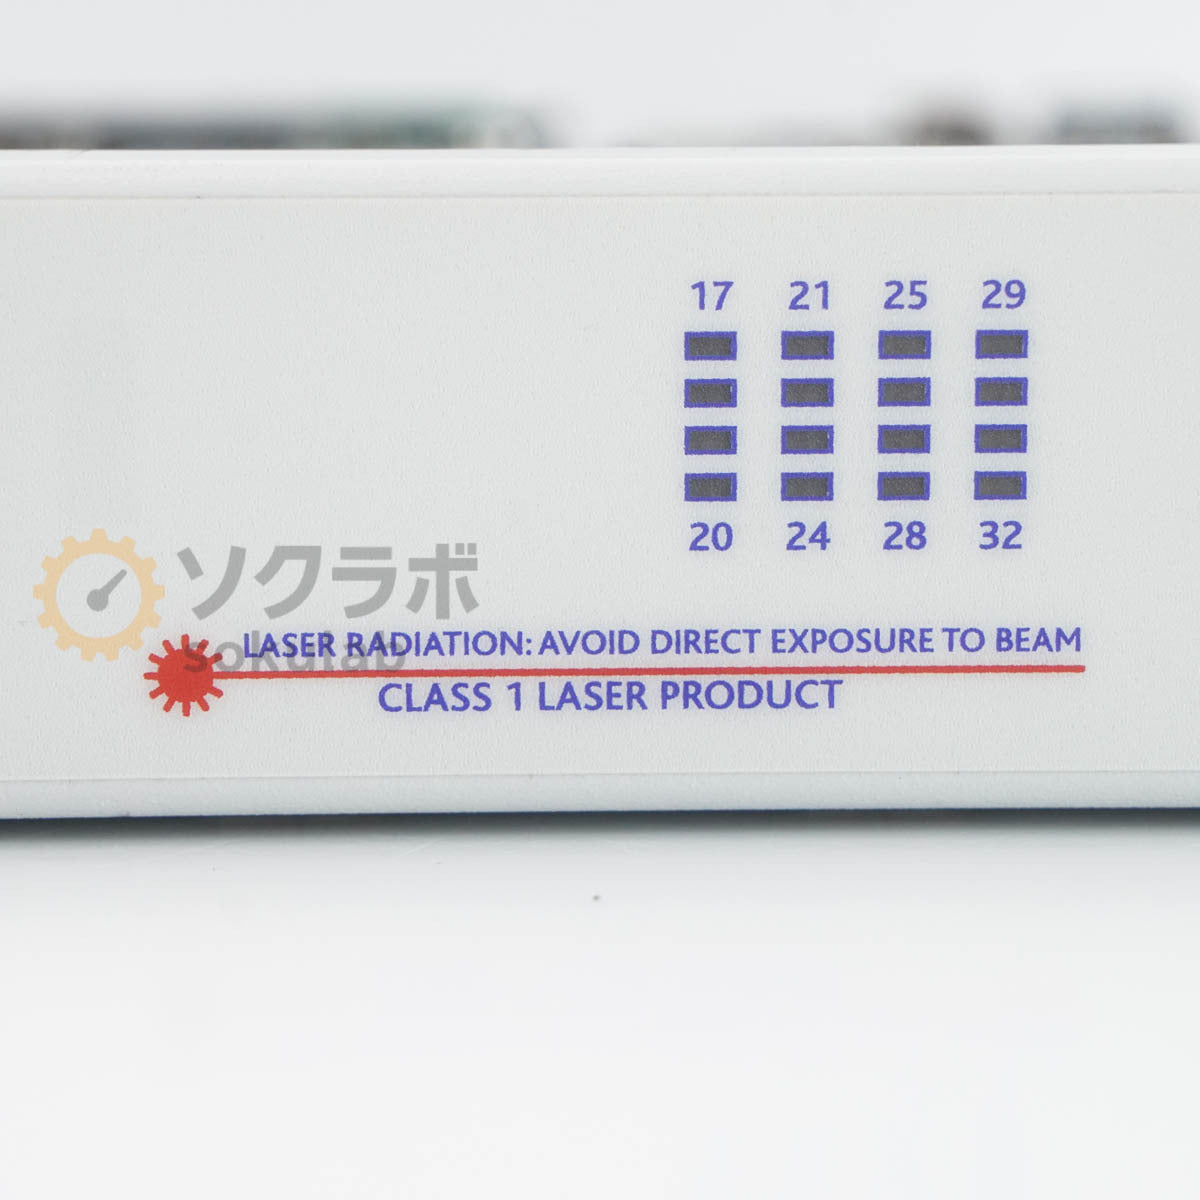 17 21 25 29
20 24 28 32
ソクラボ
sokulab
LASER RADIATION: AVOID DIRECT EXPOSURE TO BEAM
CLASS 1 LASER PRODUCT